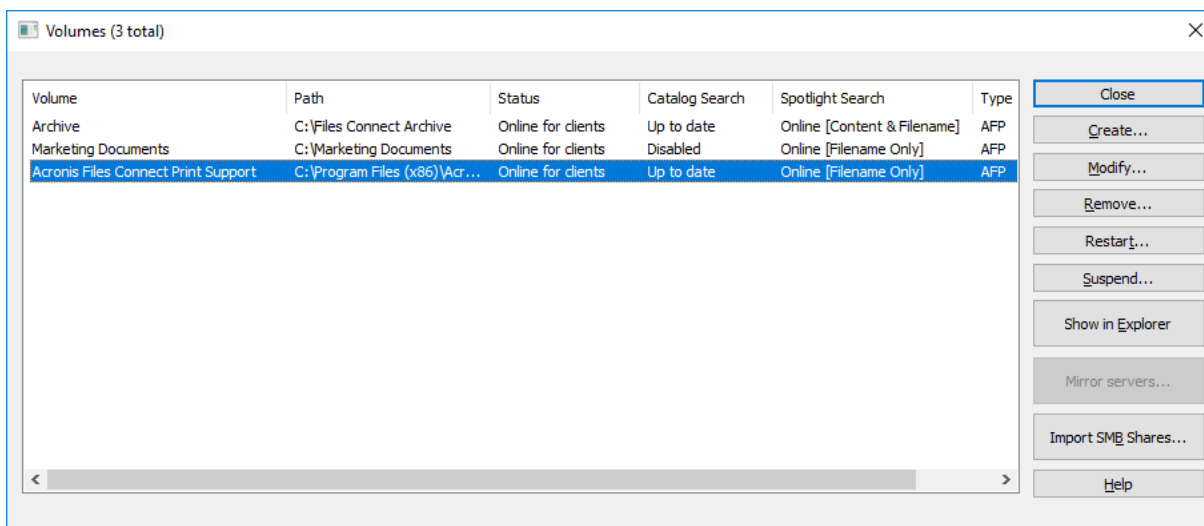 Volumes (3 total)
Volume Path Status Catalog Search Spotlight Search Type
Archive C:\Files Connect Archive Online for clients Up to date Online [Content & Filename] AFP
Marketing Documents C:\Marketing Documents Online for clients Disabled Online [Filename Only] AFP
Acronis Files Connect Print Support C:\Program Files (x86)\Acr... Online for clients Up to date Online [Filename Only] AFP
Close
Create...
Modify...
Remove...
Restart...
Suspend...
Show in Explorer
Mirror servers...
Import SMB Shares...
Help